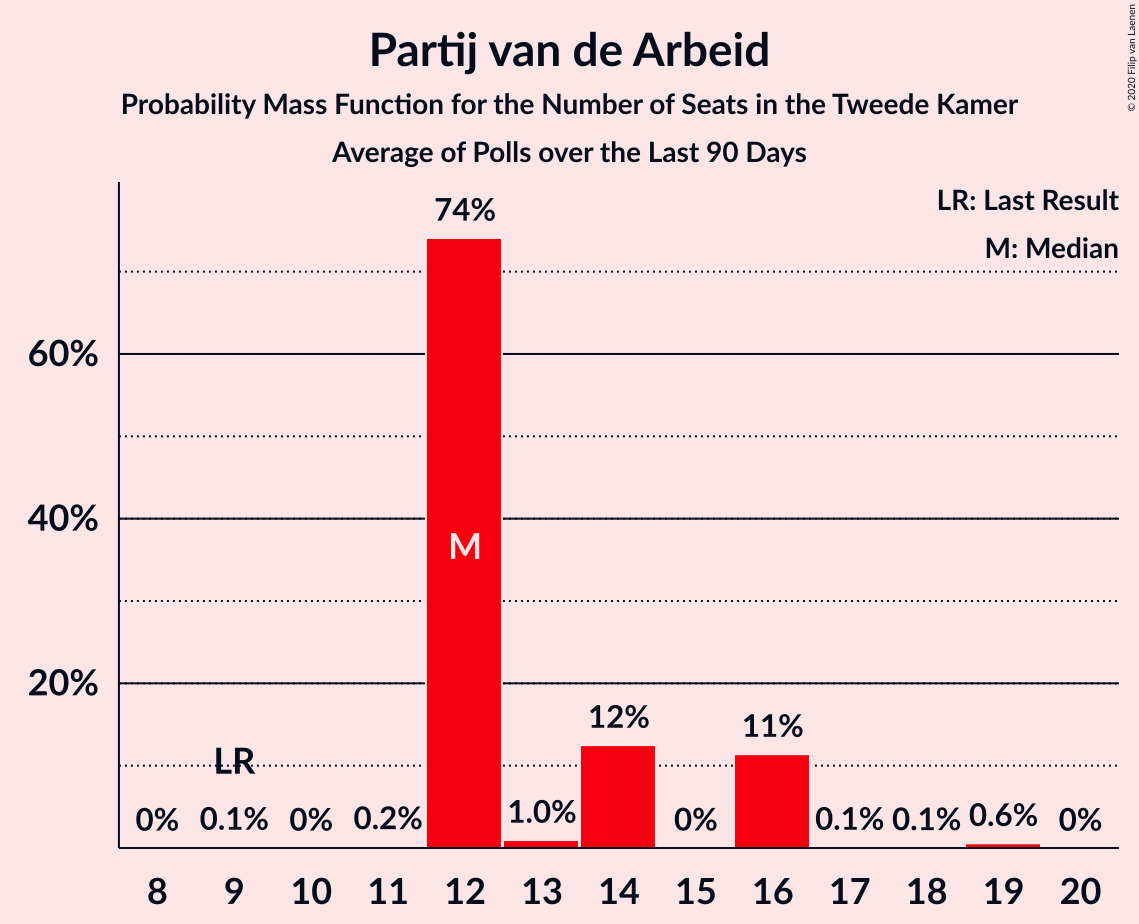 Partij van de Arbeid
Probability Mass Function for the Number of Seats in the Tweede Kamer
Average of Polls over the Last 90 Days
© 2020 Filip van Laenen
LR: Last Result
M: Median
74%
60%
40%
M
20%
12%
11%
LR
0% 0.1% 0% 0.2% 1.0% 0% 0.1% 0.1% 0.6% 0%
8 9 10 11 12 13 14 15 16 17 18 19 20